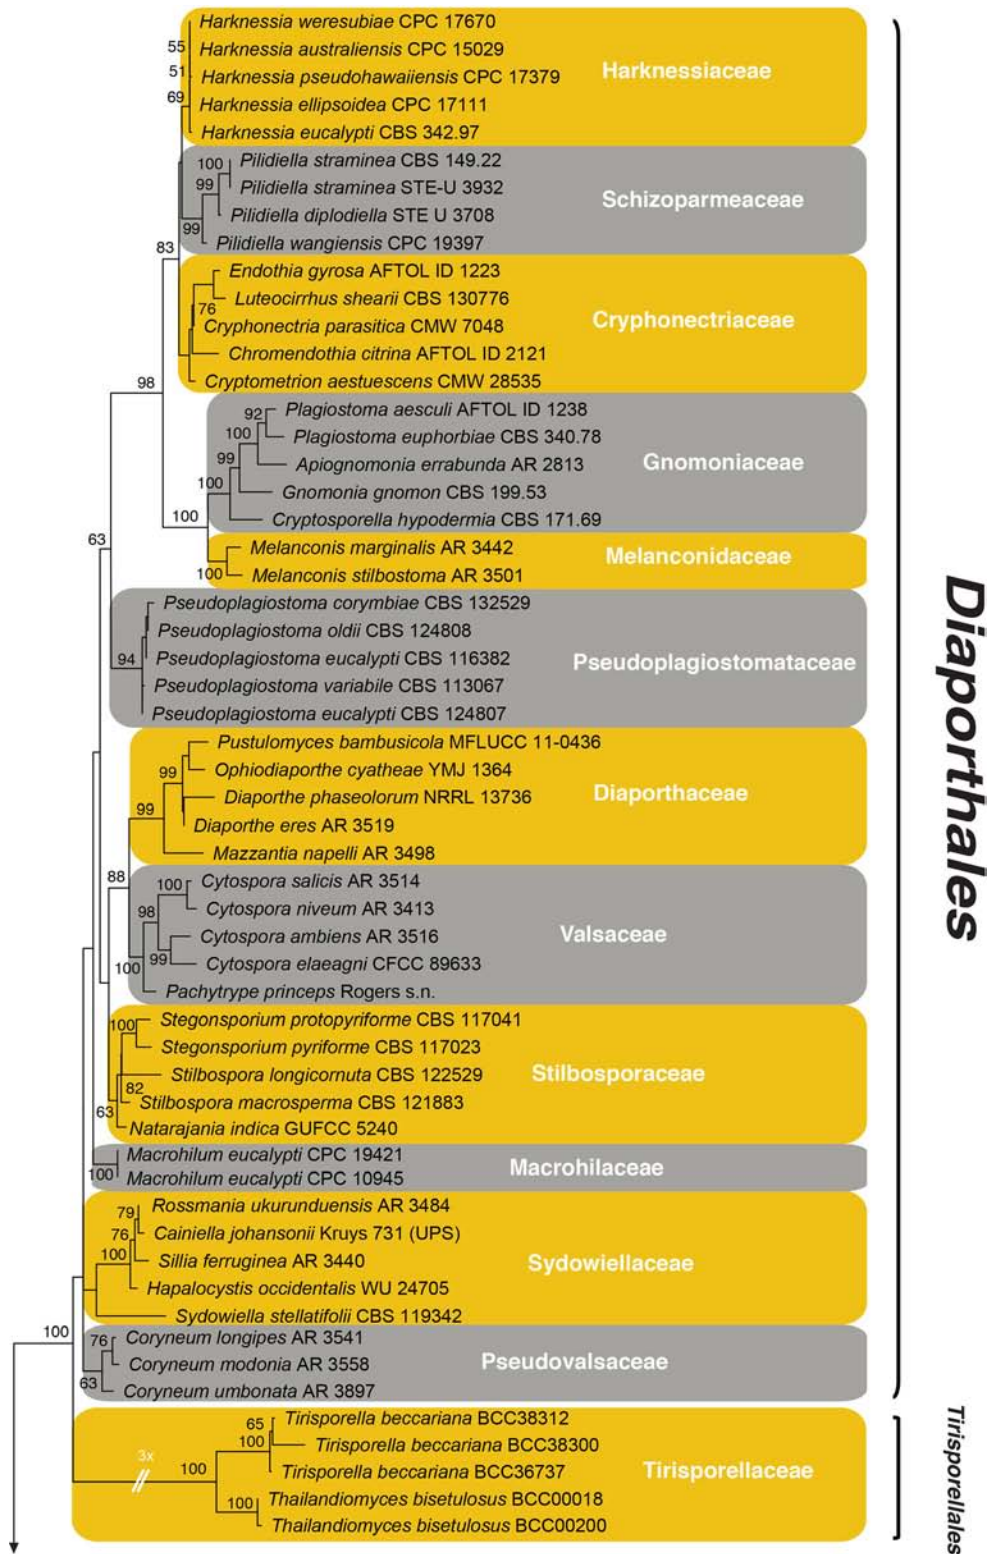 Harknessia weresubiae CPC 17670
55
Harknessia australiensis CPC 15029
51
Harknessia pseudohawaiiensis CPC 17379
Harknessiaceae
69
Harknessia ellipsoidea CPC 17111
Harknessia eucalypti CBS 342.97
100
Pilidiella straminea CBS 149.22
99
Pilidiella straminea STE-U 3932
Schizoparmeaceae
Pilidiella diplodiella STE U 3708
99
Pilidiella wangiensis CPC 19397
83
Endothia gyrosa AFTOL ID 1223
Luteocirrhus shearii CBS 130776
76
Cryphonectria parasitica CMW 7048
Cryphonectriaceae
Chromendothia citrina AFTOL ID 2121
98
Cryptometrion aestuescens CMW 28535
92
Plagiostoma aesculi AFTOL ID 1238
100
Plagiostoma euphorbiae CBS 340.78
99
Apiognomonia errabunda AR 2813
Gnomoniaceae
100
Gnomonia gnomon CBS 199.53
100
Cryptosporella hypodermia CBS 171.69
63
Melanconis marginalis AR 3442
Melanconidaceae
100
Melanconis stilbostoma AR 3501
Pseudoplagiostoma corymbiae CBS 132529
Pseudoplagiostoma oldii CBS 124808
94
Pseudoplagiostoma eucalypti CBS 116382
Pseudoplagiostomataceae
Pseudoplagiostoma variabile CBS 113067
Pseudoplagiostoma eucalypti CBS 124807
Pustulomyces bambusicola MFLUCC 11-0436
99
Ophiodiaporthe cyatheae YMJ 1364
Diaporthe phaseolorum NRRL 13736
Diaporthaceae
99
Diaporthe eres AR 3519
Mazzantia napelli AR 3498
88
100
Cytospora salicis AR 3514
98
Cytospora niveum AR 3413
Cytospora ambiens AR 3516
Valsaceae
99
Cytospora elaeagni CFCC 89633
100
Pachytrype princeps Rogers s.n.
100
Stegonsporium protopyriforme CBS 117041
Stegonsporium pyriforme CBS 117023
Stilbospora longicornuta CBS 122529
Stilbosporaceae
82
Stilbospora macrosperma CBS 121883
63
Natarajania indica GUFCC 5240
Macrohilum eucalypti CPC 19421
Macrohilaceae
100
Macrohilum eucalypti CPC 10945
79
Rossmania ukurunduensis AR 3484
76
Cainiella johansonii Kruys 731 (UPS)
100
Sillia ferruginea AR 3440
Sydowiellaceae
Hapalocystis occidentalis WU 24705
Sydowiella stellatifolii CBS 119342
100
76
Coryneum longipes AR 3541
Coryneum modonia AR 3558
Pseudovalsaceae
63
Coryneum umbonata AR 3897
Diaporthales
65
Tirisporella beccariana BCC38312
100
Tirisporella beccariana BCC38300
3x
100
Tirisporella beccariana BCC36737
Tirisporellaceae
100
Thailandiomyces bisetulosus BCC00018
Thailandiomyces bisetulosus BCC00200
Tirisporellales